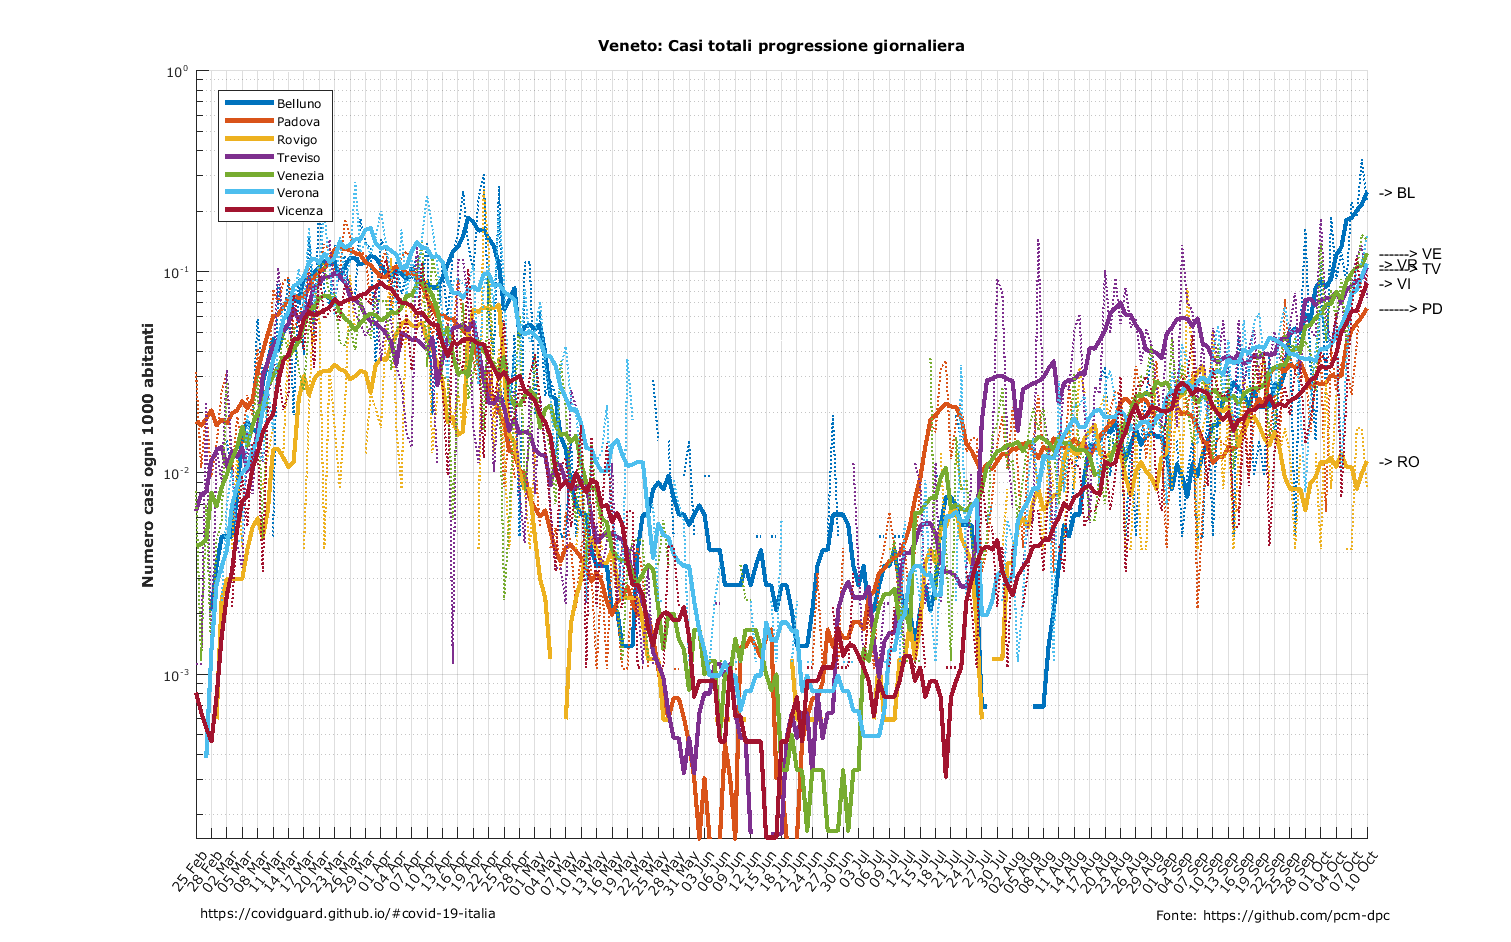 Veneto: Casi totali progressione giornaliera
10⁰
10⁻¹
10⁻²
10⁻³
Numero casi ogni 1000 abitanti
Belluno
Padova
Rovigo
Treviso
Venezia
Verona
Vicenza
-> BL
------> VE
-> VR
------> TV
-> VI
------> PD
-> RO
25 Feb
28 Feb
02 Mar
05 Mar
08 Mar
11 Mar
14 Mar
17 Mar
20 Mar
23 Mar
26 Mar
29 Mar
01 Apr
04 Apr
07 Apr
10 Apr
13 Apr
16 Apr
19 Apr
22 Apr
25 Apr
28 Apr
01 May
04 May
07 May
10 May
13 May
16 May
19 May
22 May
25 May
28 May
31 May
03 Jun
06 Jun
09 Jun
12 Jun
15 Jun
18 Jun
21 Jun
24 Jun
27 Jun
30 Jun
03 Jul
06 Jul
09 Jul
12 Jul
15 Jul
18 Jul
21 Jul
24 Jul
27 Jul
30 Jul
02 Aug
05 Aug
08 Aug
11 Aug
14 Aug
17 Aug
20 Aug
23 Aug
26 Aug
29 Aug
01 Sep
04 Sep
07 Sep
10 Sep
13 Sep
16 Sep
19 Sep
22 Sep
25 Sep
28 Sep
01 Oct
04 Oct
07 Oct
10 Oct
https://covidguard.github.io/#covid-19-italia
Fonte: https://github.com/pcm-dpc